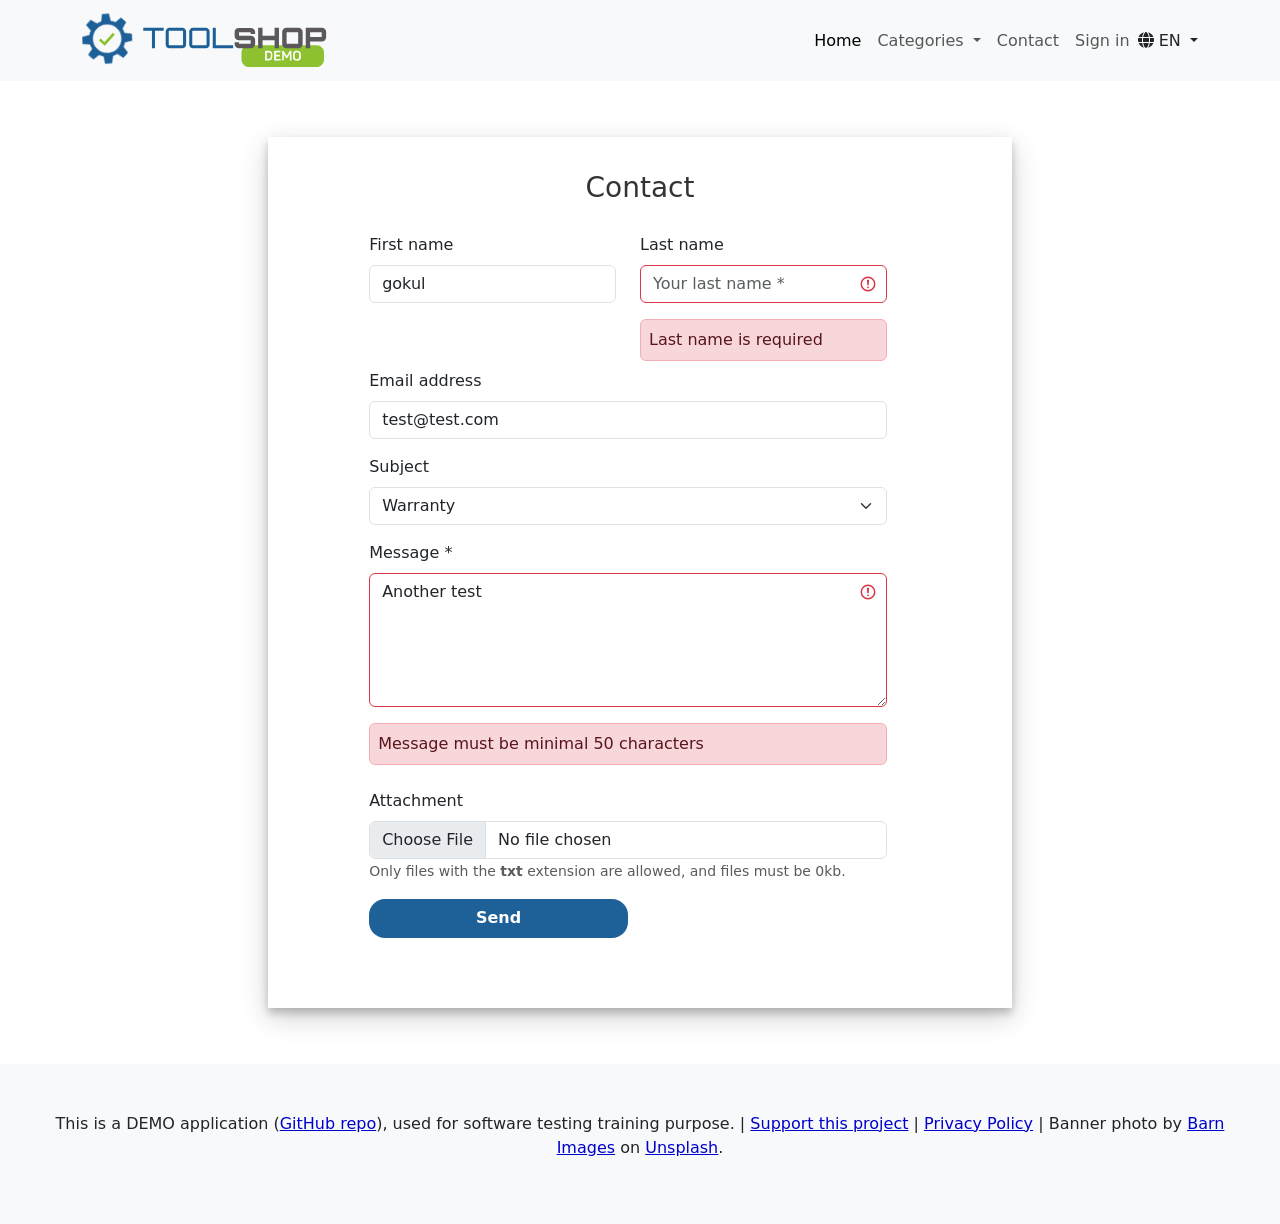 TOOLSHOP
DEMO
Home Categories Contact Sign in EN
Contact
First name Last name
gokul Your last name *
Last name is required
Email address
test@test.com
Subject
Warranty
Message *
Another test
Message must be minimal 50 characters
Attachment
Choose File No file chosen
Only files with the txt extension are allowed, and files must be 0kb.
Send
This is a DEMO application (GitHub repo), used for software testing training purpose. | Support this project | Privacy Policy | Banner photo by Barn
Images on Unsplash.